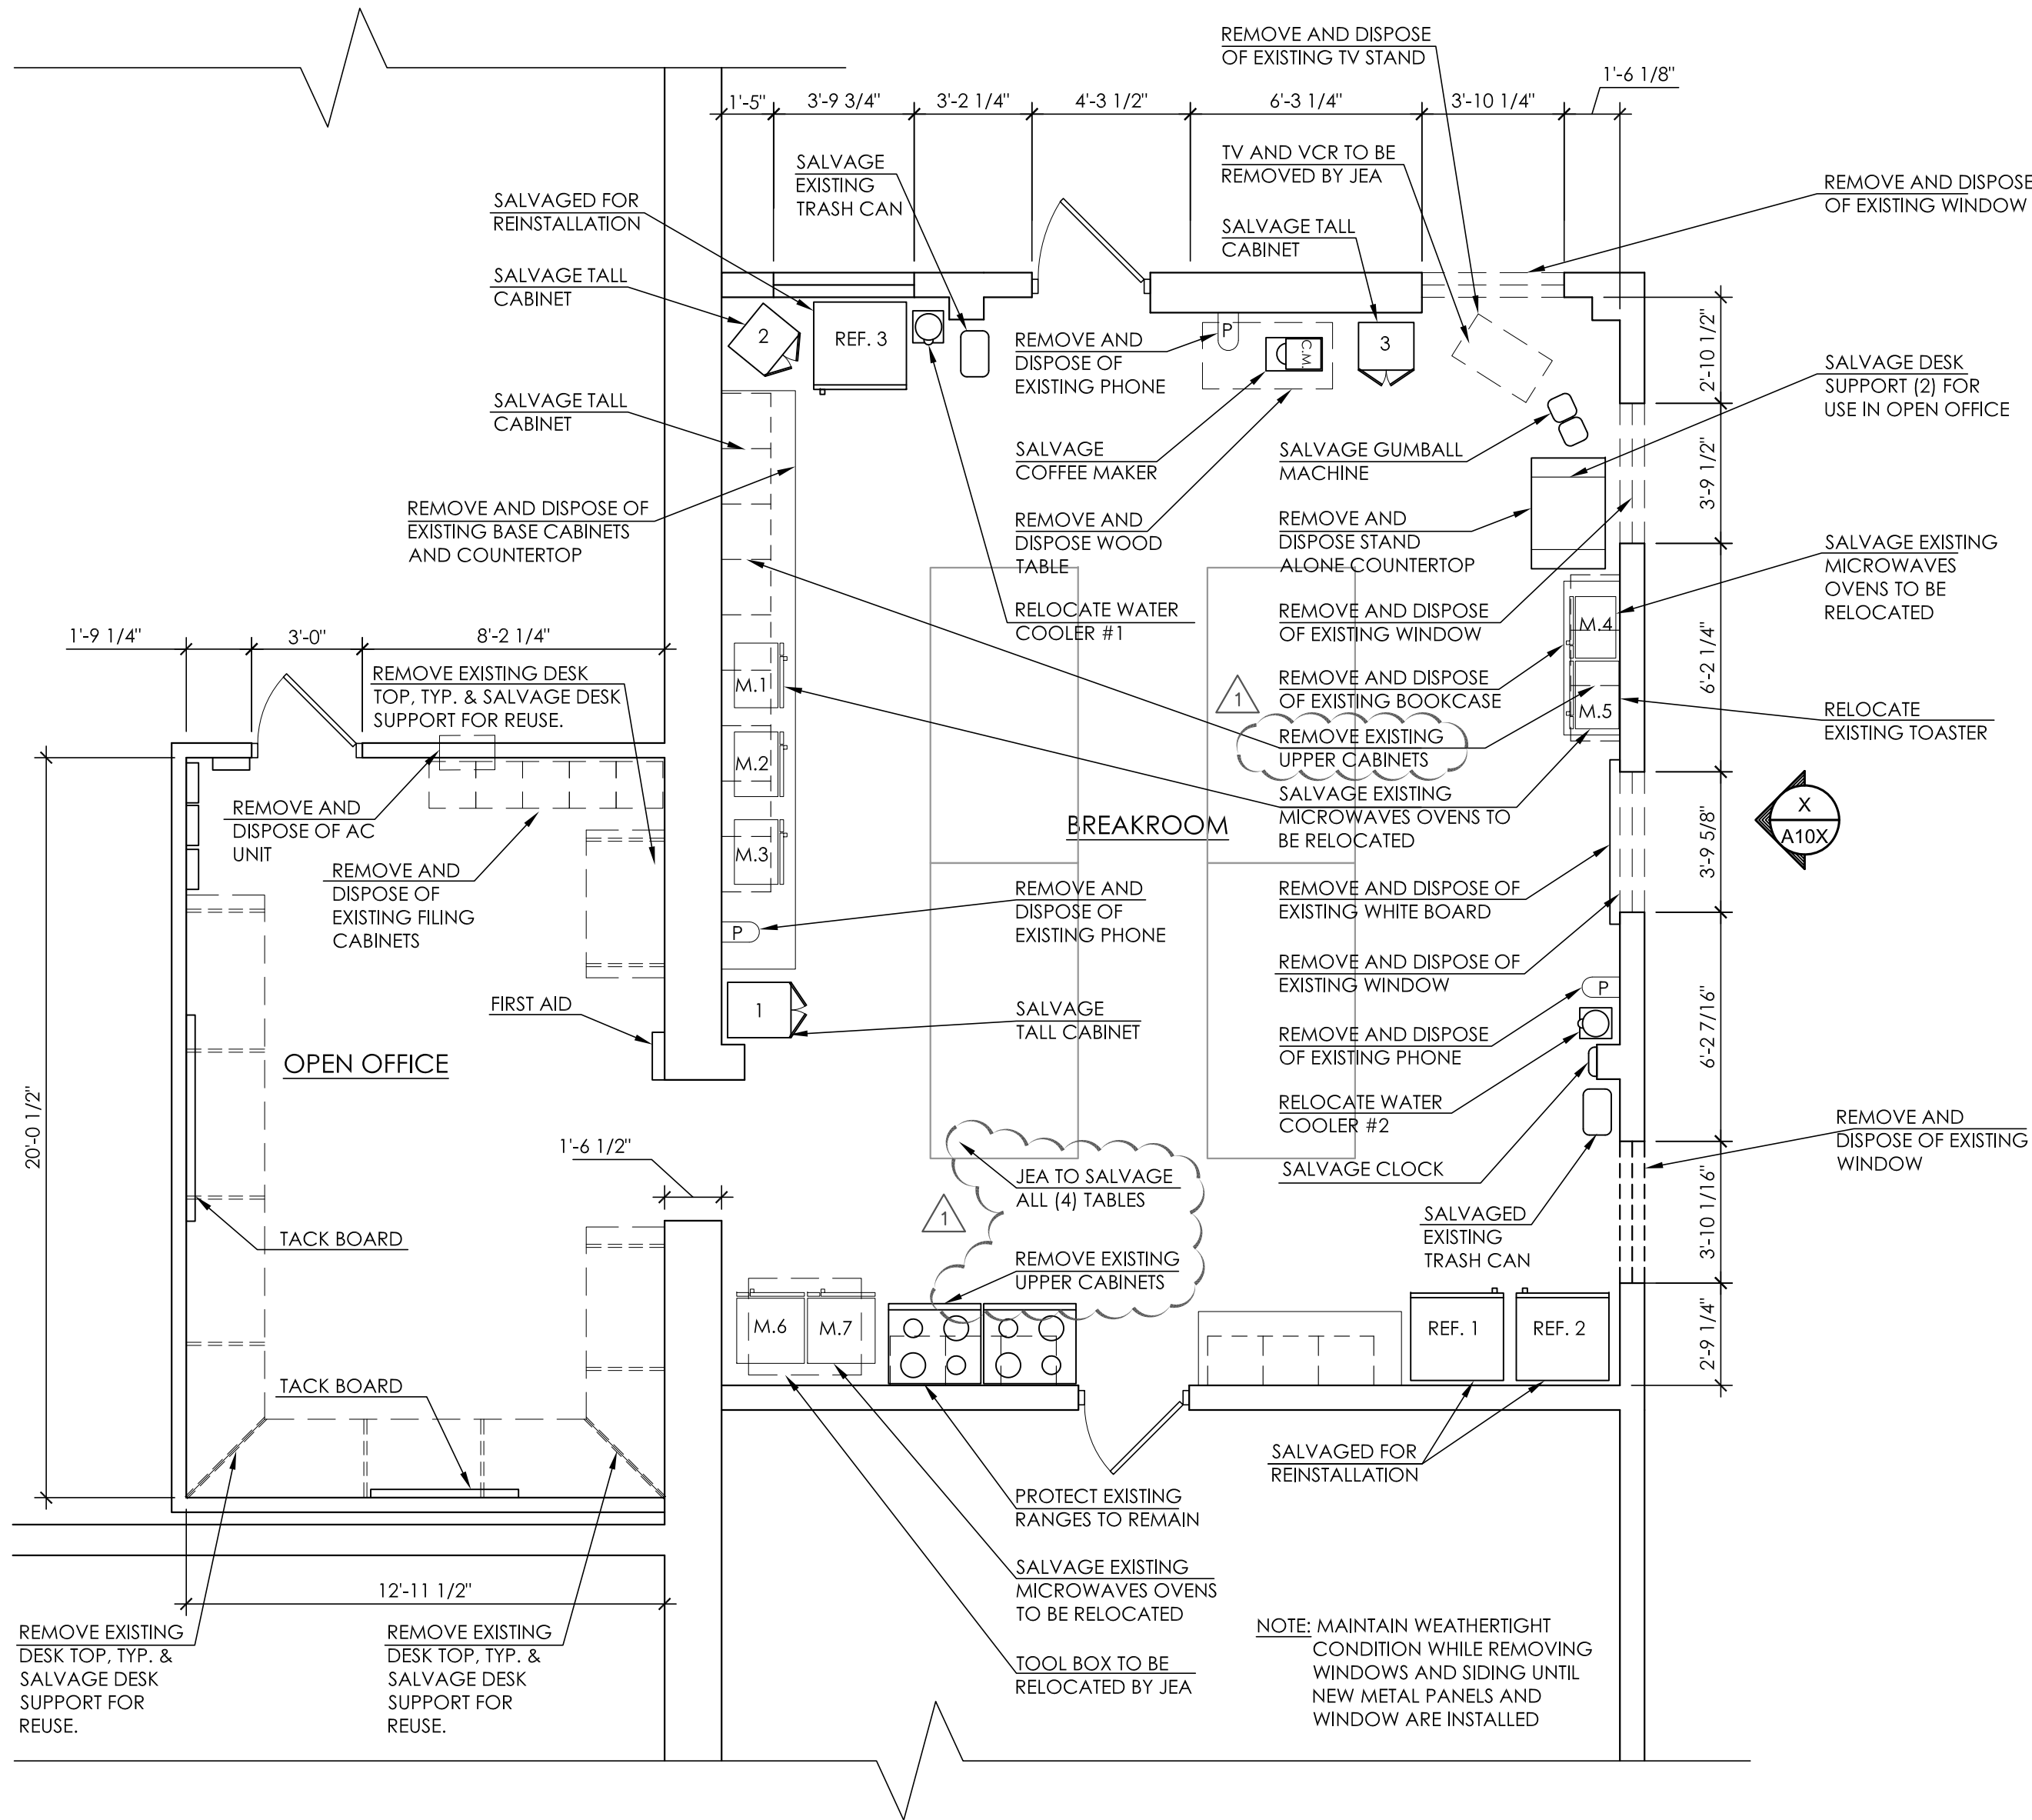 REMOVE AND DISPOSE
OF EXISTING TV STAND
1'-6 1/8"
1'-5"
3'-9 3/4"
3'-2 1/4"
4'-3 1/2"
6'-3 1/4"
3'-10 1/4"
SALVAGE
EXISTING
TRASH CAN
TV AND VCR TO BE
REMOVED BY JEA
REMOVE AND DISPOSE
OF EXISTING WINDOW
SALVAGED FOR
REINSTALLATION
SALVAGE TALL
CABINET
SALVAGE TALL
CABINET
2
REF. 3
REMOVE AND
DISPOSE OF
EXISTING PHONE
P
C.M.
3
2'-10 1/2"
SALVAGE DESK
SUPPORT (2) FOR
USE IN OPEN OFFICE
SALVAGE TALL
CABINET
SALVAGE
COFFEE MAKER
SALVAGE GUMBALL
MACHINE
3'-9 1/2"
REMOVE AND DISPOSE OF
EXISTING BASE CABINETS
AND COUNTERTOP
REMOVE AND
DISPOSE WOOD
TABLE
REMOVE AND
DISPOSE STAND
ALONE COUNTERTOP
SALVAGE EXISTING
MICROWAVES
OVENS TO BE
RELOCATED
RELOCATE WATER
COOLER #1
REMOVE AND DISPOSE
OF EXISTING WINDOW
M.4
1'-9 1/4"
3'-0"
8'-2 1/4"
6'-2 1/4"
REMOVE EXISTING DESK
TOP, TYP. & SALVAGE DESK
SUPPORT FOR REUSE.
M.1
1
REMOVE AND DISPOSE
OF EXISTING BOOKCASE
M.5
RELOCATE
EXISTING TOASTER
REMOVE EXISTING
UPPER CABINETS
M.2
REMOVE AND
DISPOSE OF AC
UNIT
SALVAGE EXISTING
MICROWAVES OVENS TO
BE RELOCATED
BREAKROOM
3'-9 5/8"
X
A10X
REMOVE AND
DISPOSE OF
EXISTING FILING
CABINETS
M.3
REMOVE AND
DISPOSE OF
EXISTING PHONE
P
REMOVE AND DISPOSE OF
EXISTING WHITE BOARD
REMOVE AND DISPOSE OF
EXISTING WINDOW
P
FIRST AID
1
SALVAGE
TALL CABINET
REMOVE AND DISPOSE
OF EXISTING PHONE
6'-2 7/16"
OPEN OFFICE
20'-0 1/2"
RELOCATE WATER
COOLER #2
REMOVE AND
DISPOSE OF EXISTING
WINDOW
1'-6 1/2"
JEA TO SALVAGE
ALL (4) TABLES
SALVAGE CLOCK
3'-10 1/16"
1
SALVAGED
EXISTING
TRASH CAN
TACK BOARD
REMOVE EXISTING
UPPER CABINETS
M.6
M.7
REF. 1
REF. 2
2'-9 1/4"
TACK BOARD
SALVAGED FOR
REINSTALLATION
PROTECT EXISTING
RANGES TO REMAIN
SALVAGE EXISTING
MICROWAVES OVENS
TO BE RELOCATED
12'-11 1/2"
REMOVE EXISTING
DESK TOP, TYP. &
SALVAGE DESK
SUPPORT FOR
REUSE.
REMOVE EXISTING
DESK TOP, TYP. &
SALVAGE DESK
SUPPORT FOR
REUSE.
TOOL BOX TO BE
RELOCATED BY JEA
NOTE: MAINTAIN WEATHERTIGHT
CONDITION WHILE REMOVING
WINDOWS AND SIDING UNTIL
NEW METAL PANELS AND
WINDOW ARE INSTALLED